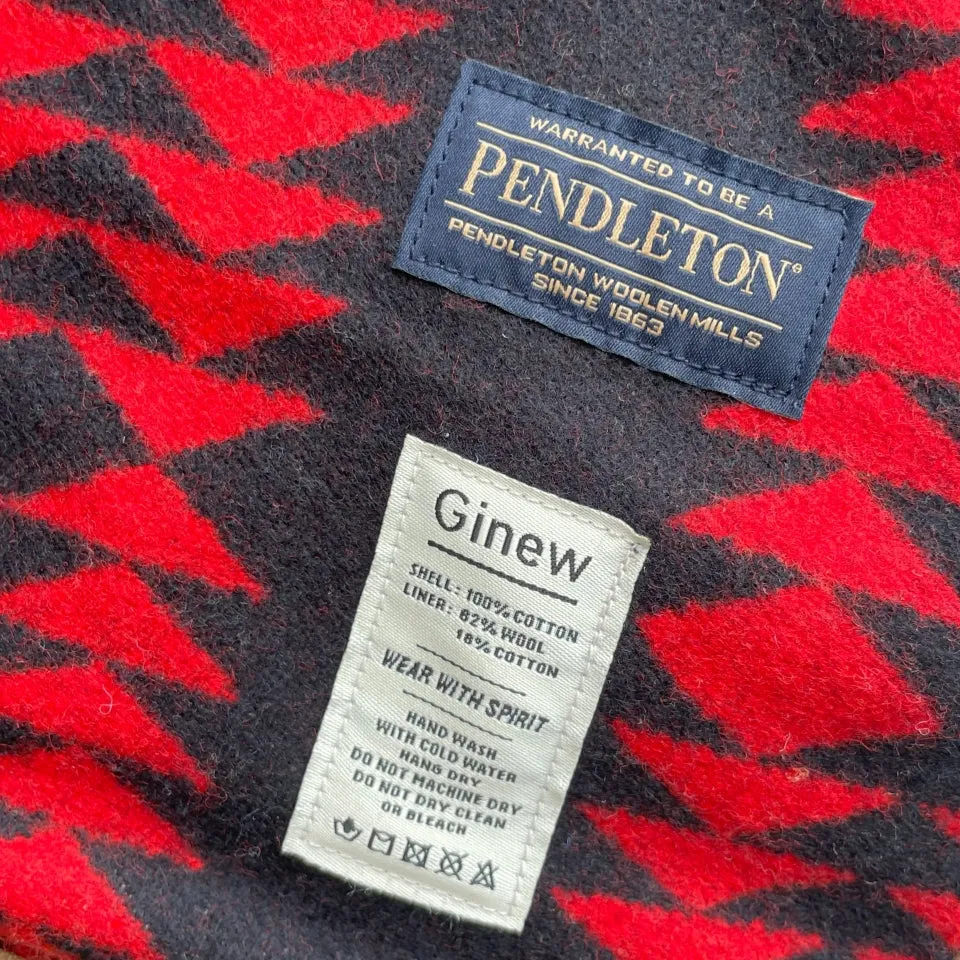 WARRANTED TO BE A
PENDLETON®
PENDLETON WOOLEN MILLS
SINCE 1863
Ginew
SHELL: 100% COTTON
LINER: 82% WOOL
18% COTTON
WEAR WITH SPIRIT
HAND WASH
WITH COLD WATER
HANG DRY
DO NOT MACHINE DRY
DO NOT DRY CLEAN
OR BLEACH